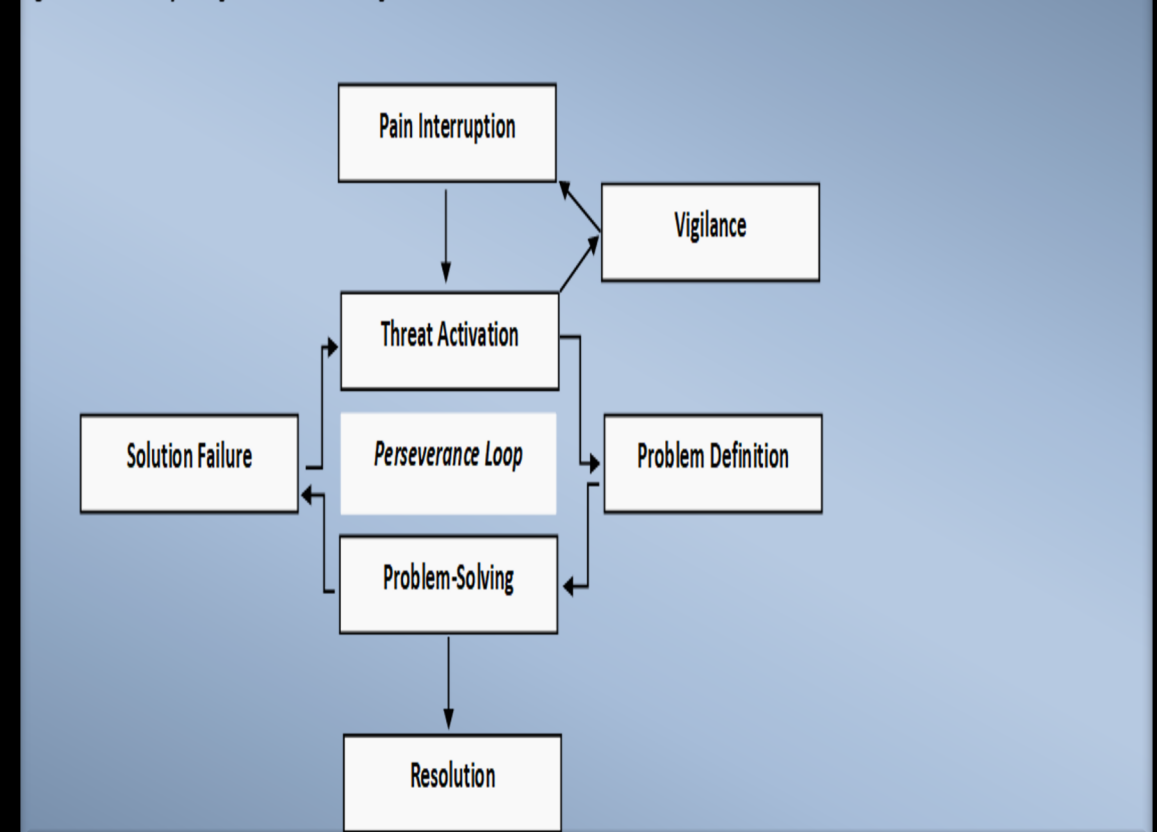 Pain Interruption
Vigilance
Threat Activation
Solution Failure
Perseverance Loop
Problem Definition
Problem-Solving
Resolution